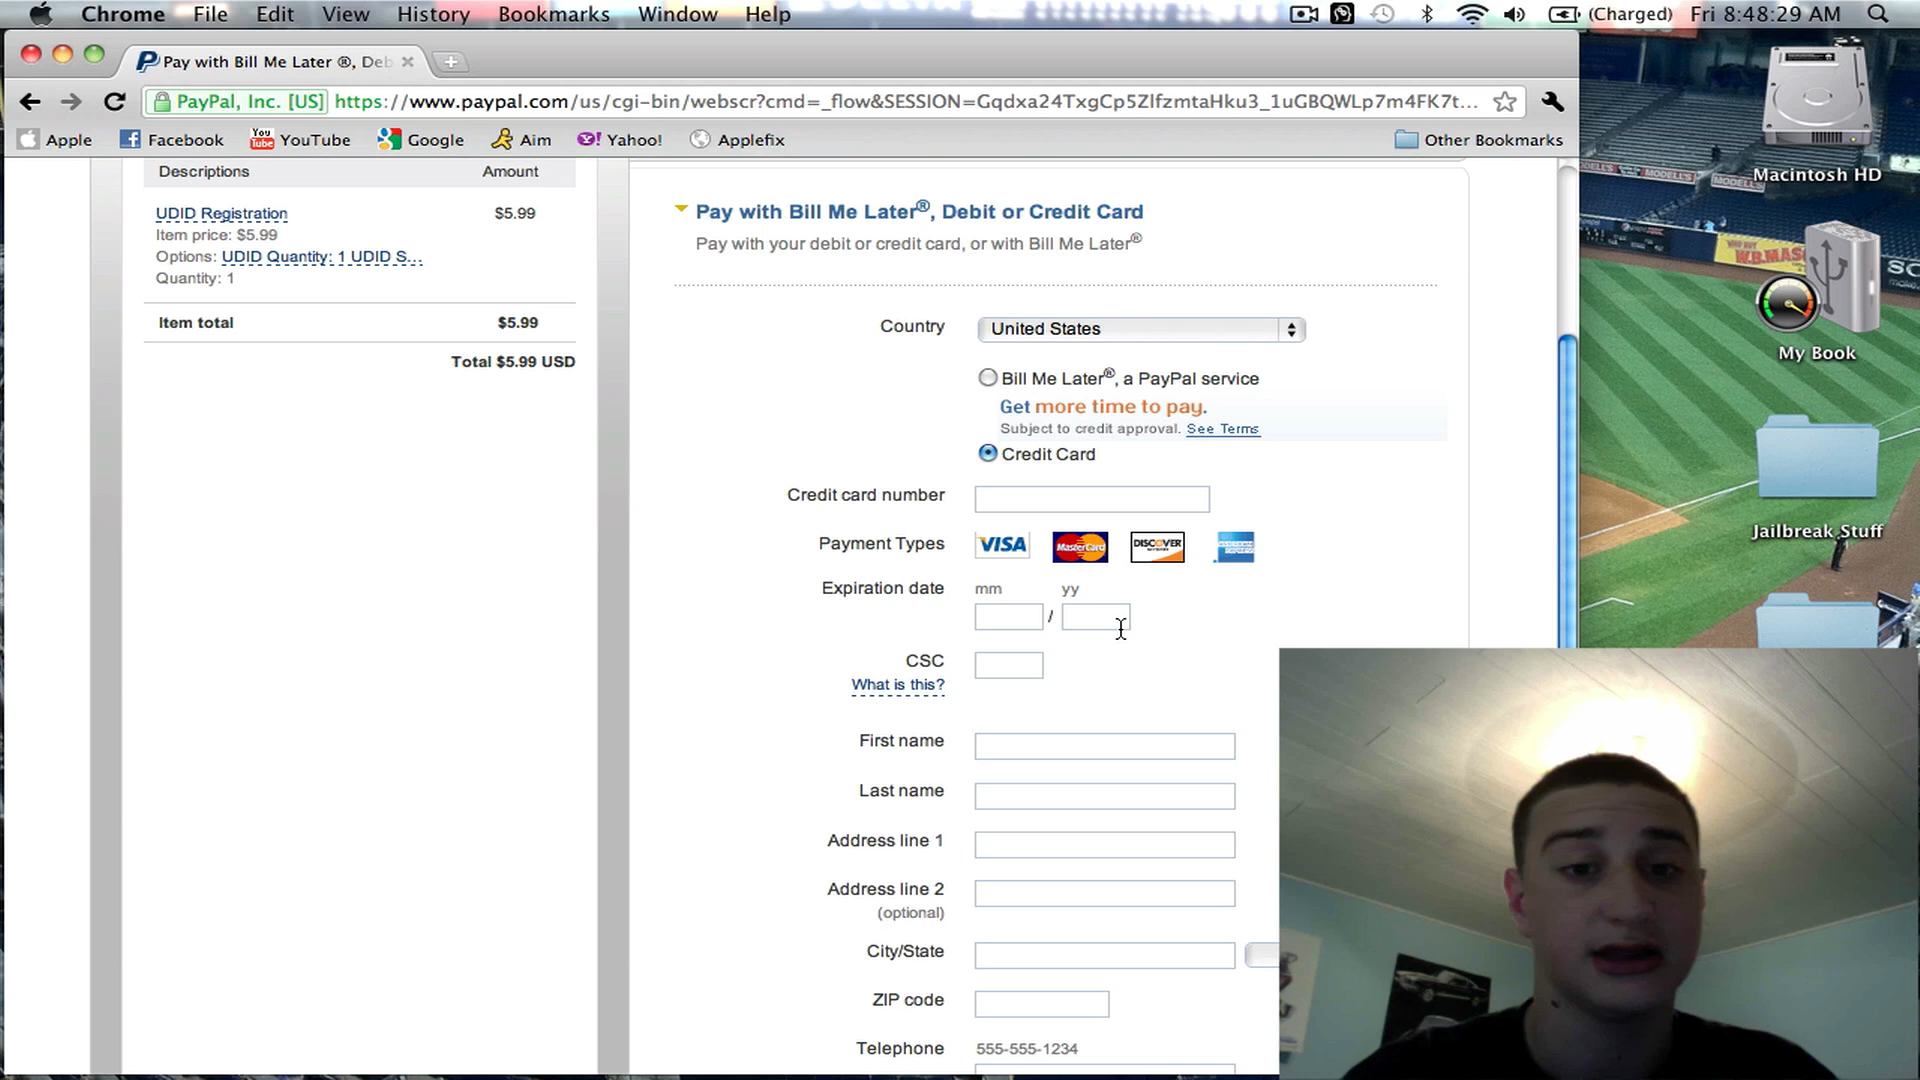 Chrome File Edit View History Bookmarks Window Help (Charged) Fri 8:48:29 AM
Pay with Bill Me Later ®, Deb
PayPal, Inc. [US] https://www.paypal.com/us/cgi-bin/webscr?cmd=_flow&SESSION=Gqdxa24TxgCp5ZlfzmtaHku3_1uGBQWLp7m4FK7t...
Apple Facebook YouTube Google Aim Yahoo! Applefix Other Bookmarks
Descriptions Amount
UDID Registration $5.99
Item price: $5.99
Options: UDID Quantity: 1 UDID S...
Quantity: 1
Item total $5.99
Total $5.99 USD
Pay with Bill Me Later®, Debit or Credit Card
Pay with your debit or credit card, or with Bill Me Later®
Country United States
Bill Me Later®, a PayPal service
Get more time to pay.
Subject to credit approval. See Terms
Credit Card
Credit card number
Payment Types VISA MasterCard DISCOVER
Expiration date mm yy
/
CSC
What is this?
First name
Last name
Address line 1
Address line 2
(optional)
City/State
ZIP code
Telephone 555-555-1234
Macintosh HD
My Book
Jailbreak Stuff